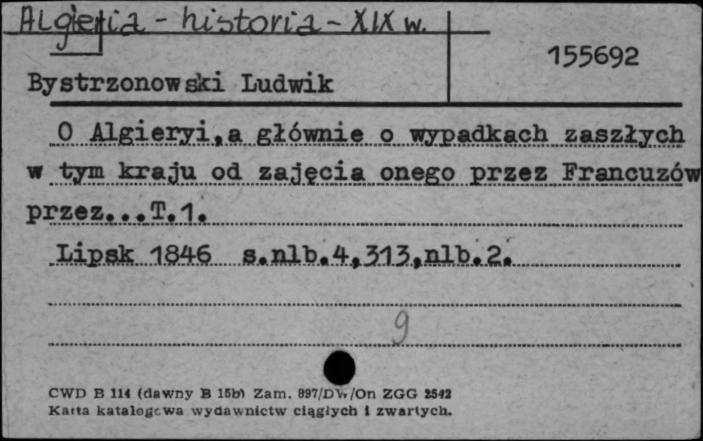 Algieria - historia - XIX w.
155692
Bystrzonowski Ludwik
O Algieryi,a głównie o wypadkach zaszłych
w tym kraju od zajęcia onego przez Francuzów
przez...T.1.
Lipsk 1846 s.nlb.4,313,nlb.2.
9
CWD B 114 (dawny B 15b) Zam. 897/DW/On ZGG 2542
Karta katalogowa wydawnictw ciągłych i zwartych.